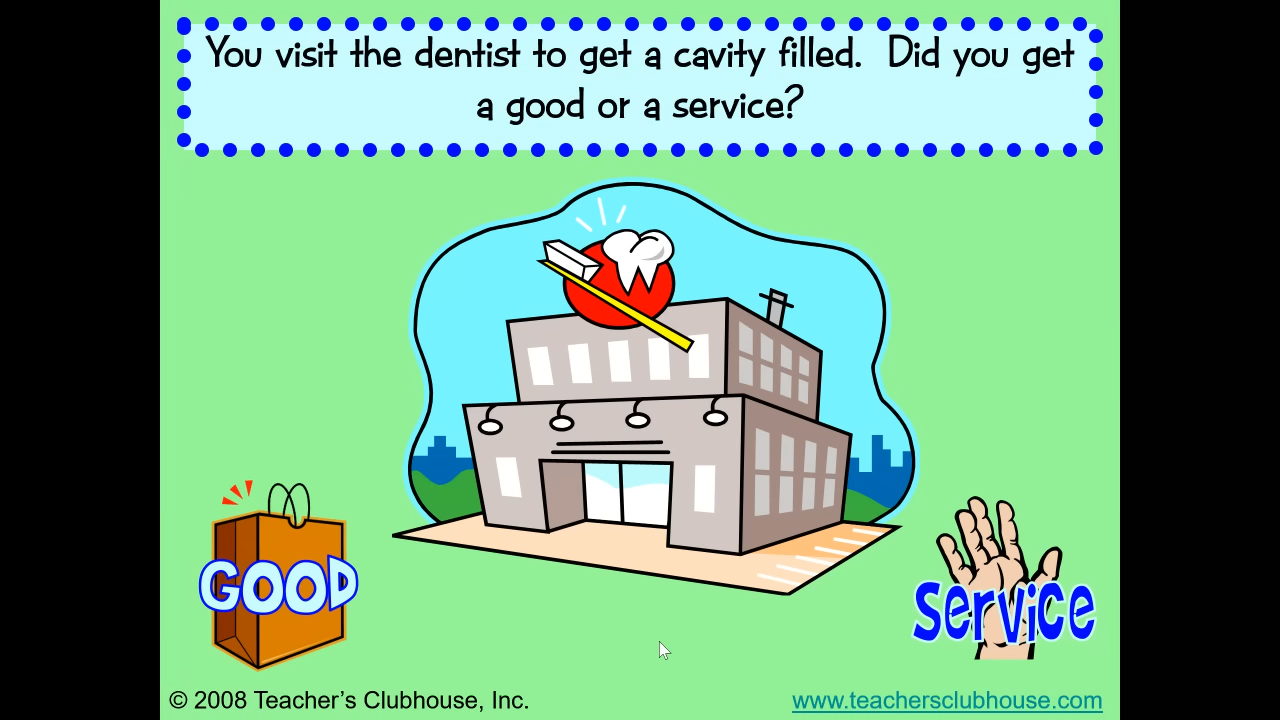 You visit the dentist to get a cavity filled.  Did you get
a good or a service?
GOOD
Service
© 2008 Teacher’s Clubhouse, Inc.
www.teachersclubhouse.com